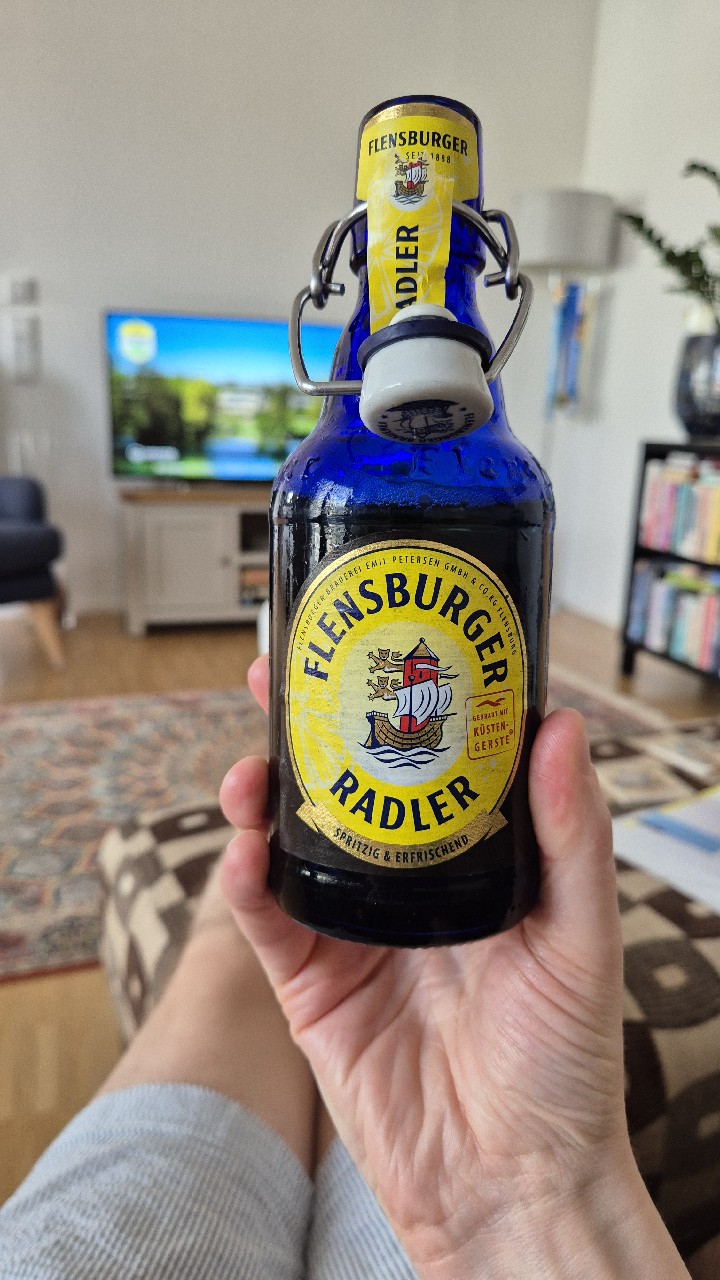 FLENSBURGER
SEIT 1888
ADLER
FLENSBURGER BRAUEREI EMIL PETERSEN GMBH & CO.KG FLENSBURG
FLENSBURGER
GEBRAUT MIT
KÜSTEN-
GERSTE
RADLER
SPRITZIG & ERFRISCHEND